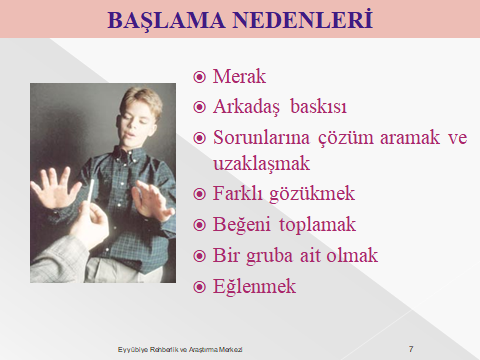 BAŞLAMA NEDENLERİ
Merak
Arkadaş baskısı
Sorunlarına çözüm aramak ve
uzaklaşmak
Farklı gözükmek
Beğeni toplamak
Bir gruba ait olmak
Eğlenmek
Eyyübiye Rehberlik ve Araştırma Merkezi
7